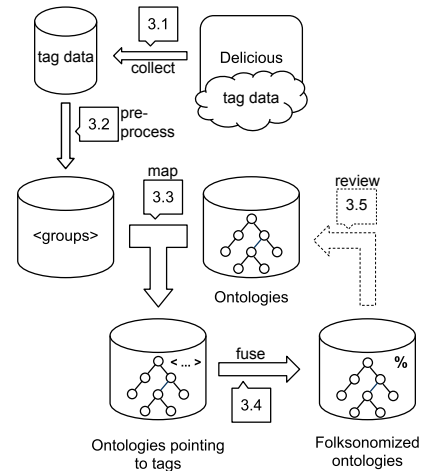 3.1
tag data
collect
Delicious
tag data
3.2
pre-
process
map
3.3
<groups>
review
3.5
Ontologies
< ... >
fuse
3.4
%
Ontologies pointing
to tags
Folksonomized
ontologies